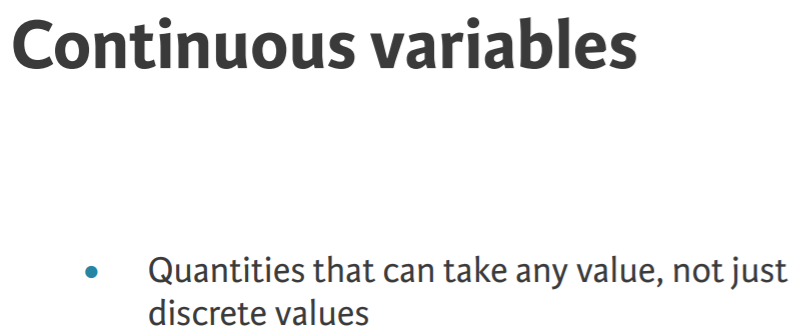 Continuous variables
• Quantities that can take any value, not just
discrete values